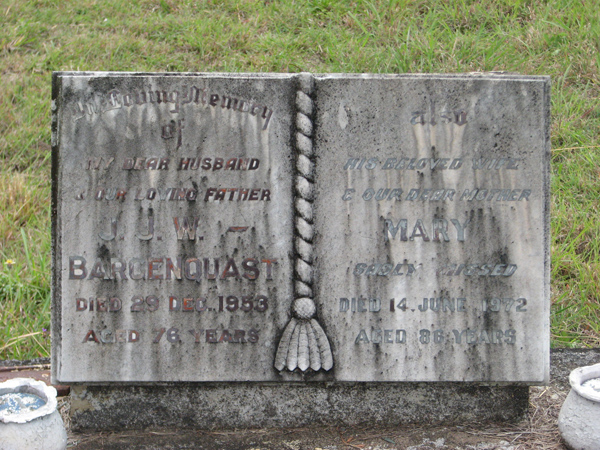 In Loving Memory
of
MY DEAR HUSBAND
& OUR LOVING FATHER
J. J. W. –
BARGENQUAST
DIED 29 DEC. 1953
AGED 76 YEARS
ALSO
HIS BELOVED WIFE
& OUR DEAR MOTHER
MARY
SADLY MISSED
DIED 14 JUNE 1972
AGED 86 YEARS